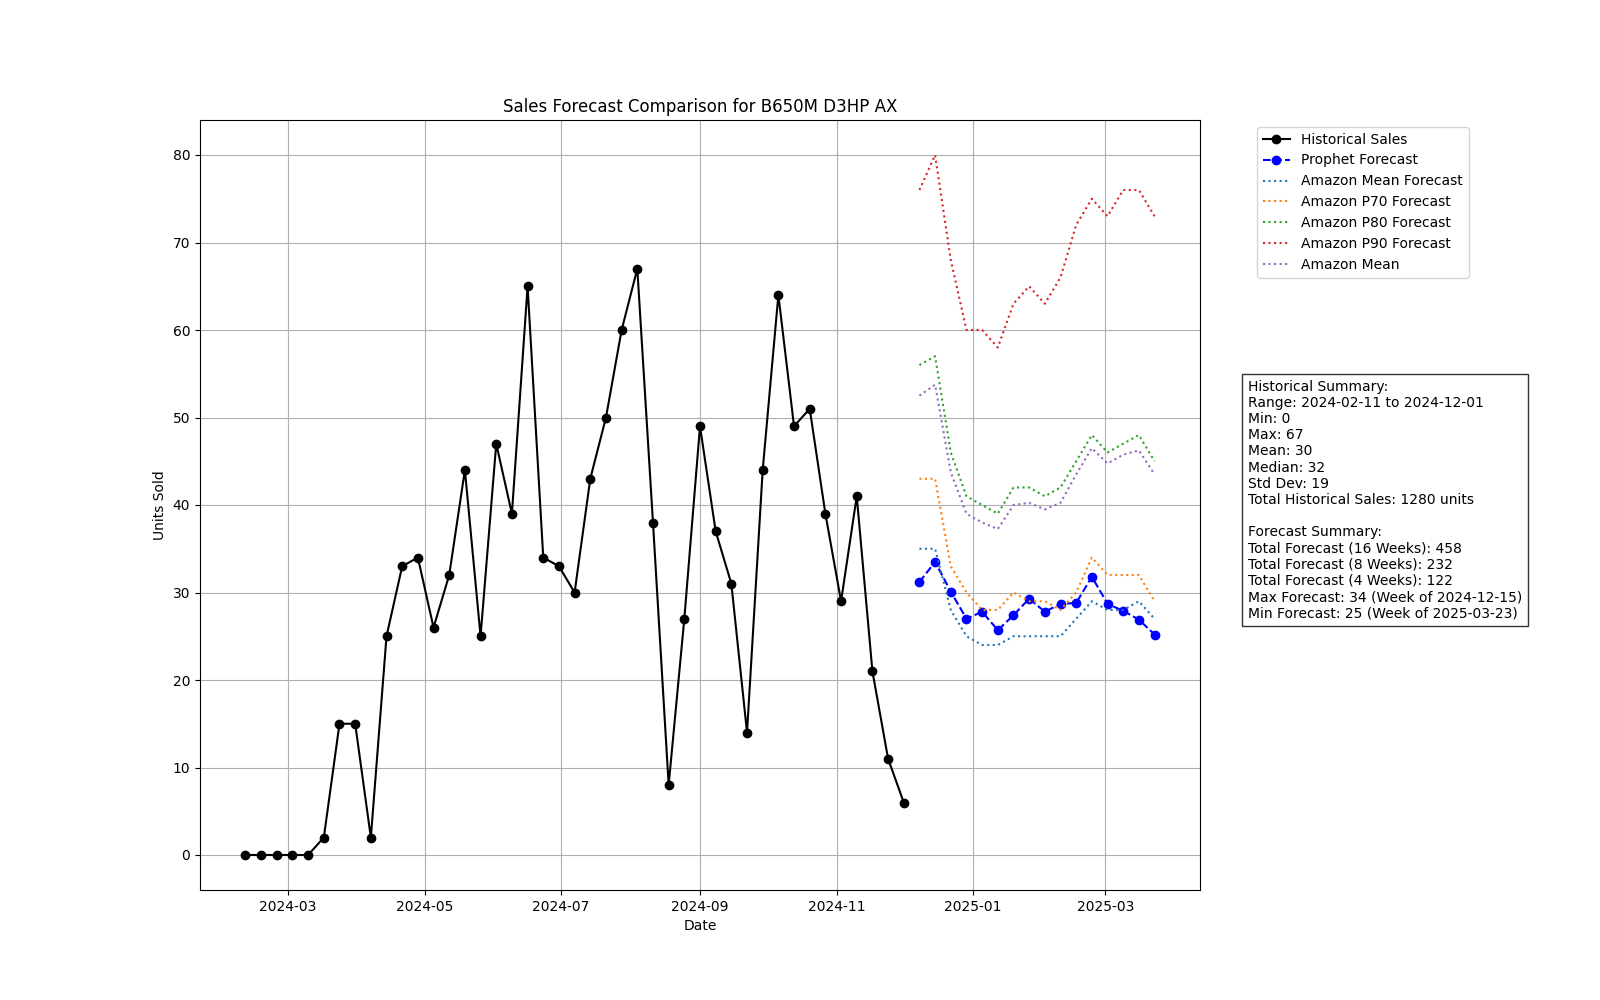 Sales Forecast Comparison for B650M D3HP AX
Historical Sales
Prophet Forecast
Amazon Mean Forecast
Amazon P70 Forecast
Amazon P80 Forecast
Amazon P90 Forecast
Amazon Mean
80
70
60
50
40
30
20
10
0
Units Sold
2024-03
2024-05
2024-07
2024-09
2024-11
2025-01
2025-03
Date
Historical Summary:
Range: 2024-02-11 to 2024-12-01
Min: 0
Max: 67
Mean: 30
Median: 32
Std Dev: 19
Total Historical Sales: 1280 units
Forecast Summary:
Total Forecast (16 Weeks): 458
Total Forecast (8 Weeks): 232
Total Forecast (4 Weeks): 122
Max Forecast: 34 (Week of 2024-12-15)
Min Forecast: 25 (Week of 2025-03-23)